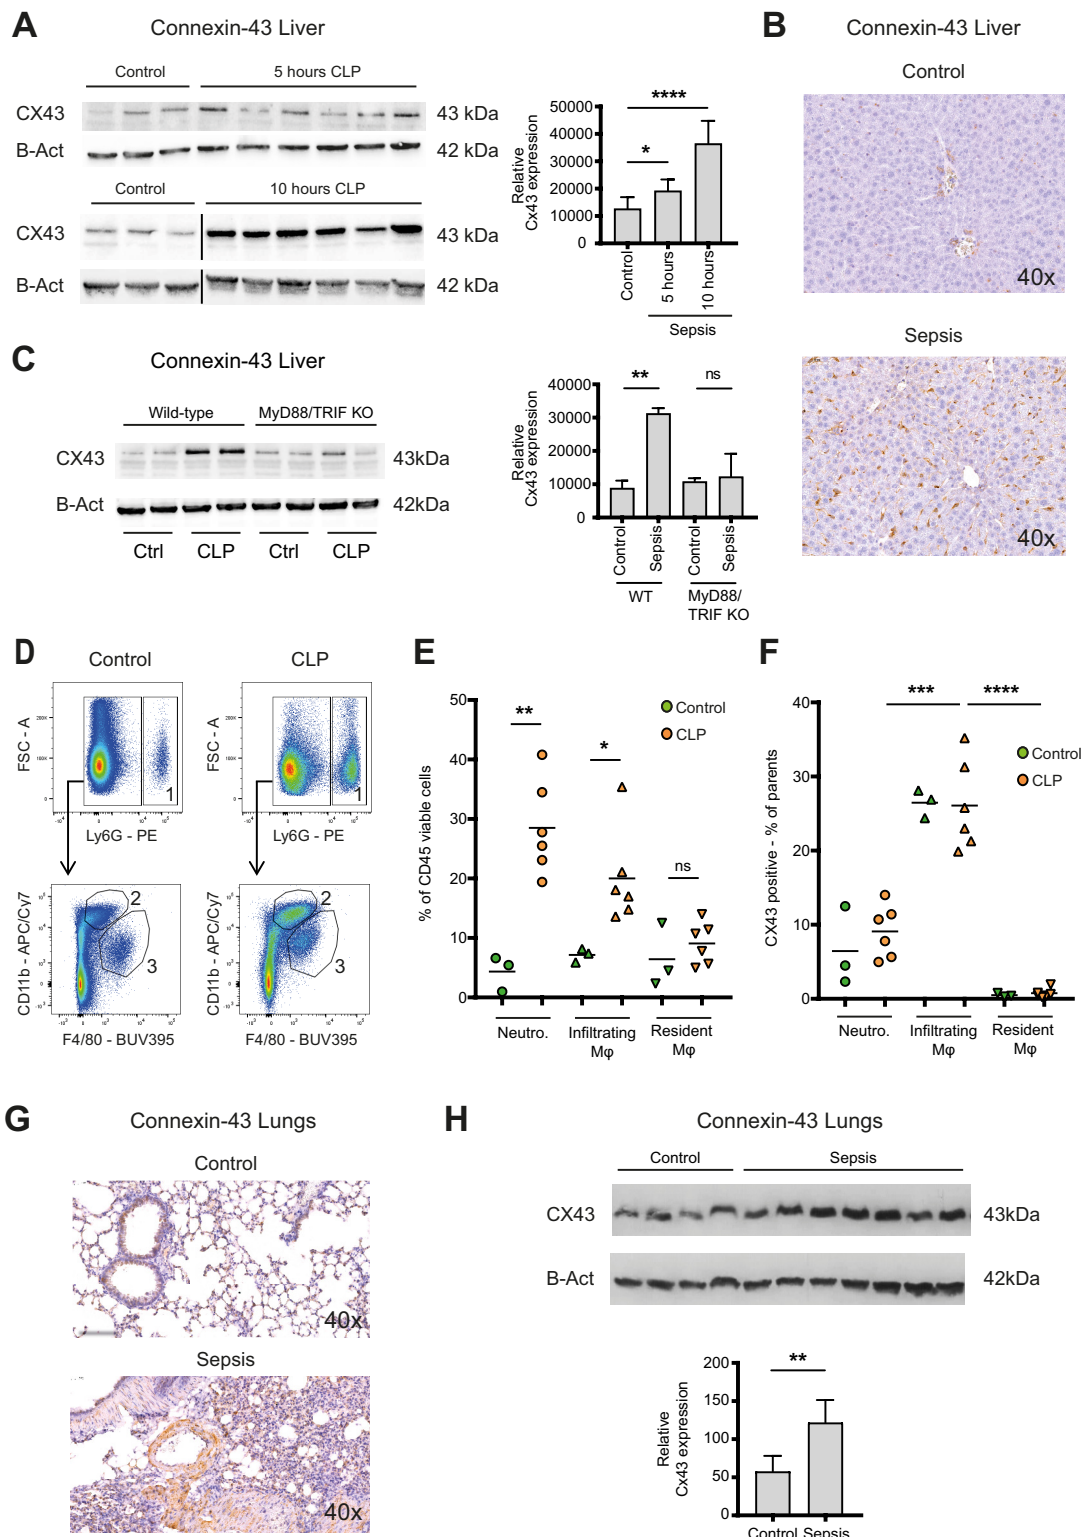 A
Connexin-43 Liver
Control
5 hours CLP
CX43
43 kDa
B-Act
42 kDa
Control
10 hours CLP
CX43
43 kDa
B-Act
42 kDa
Relative
Cx43 expression
50000
40000
30000
20000
10000
0
*
****
Control
5 hours
10 hours
Sepsis
B
Connexin-43 Liver
Control
40x
Sepsis
40x
C
Connexin-43 Liver
Wild-type
MyD88/TRIF KO
CX43
43kDa
B-Act
42kDa
Ctrl
CLP
Ctrl
CLP
Relative
Cx43 expression
40000
30000
20000
10000
0
**
ns
Control
Sepsis
Control
Sepsis
WT
MyD88/
TRIF KO
D
Control
CLP
FSC - A
200K
100K
0
1
Ly6G - PE
FSC - A
200K
100K
0
1
Ly6G - PE
CD11b - APC/Cy7
2
3
F4/80 - BUV395
CD11b - APC/Cy7
2
3
F4/80 - BUV395
E
% of CD45 viable cells
50
40
30
20
10
0
**
*
ns
Control
CLP
Neutro.
Infiltrating
Mφ
Resident
Mφ
F
CX43 positive - % of parents
40
30
20
10
0
***
****
Control
CLP
Neutro.
Infiltrating
Mφ
Resident
Mφ
G
Connexin-43 Lungs
Control
40x
Sepsis
40x
H
Connexin-43 Lungs
Control
Sepsis
CX43
43kDa
B-Act
42kDa
Relative
Cx43 expression
200
150
100
50
0
**
Control Sepsis